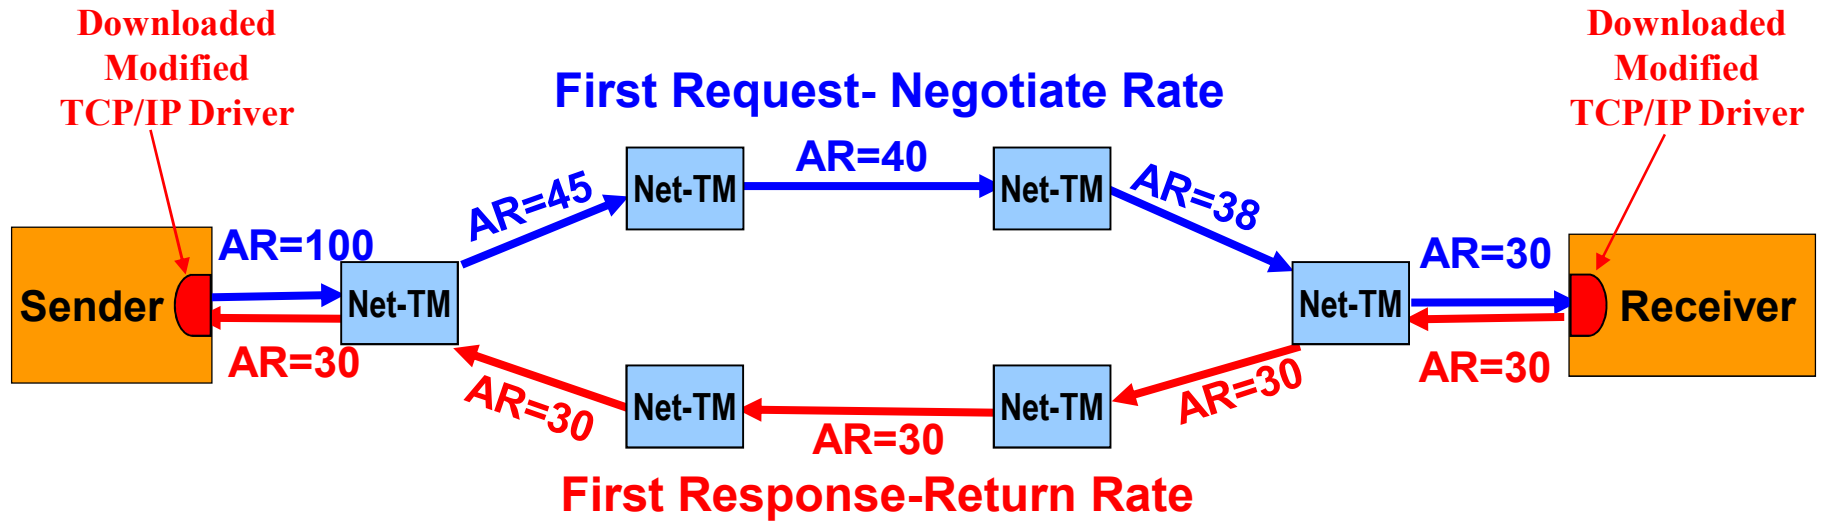 Downloaded
Modified
TCP/IP Driver
Downloaded
Modified
TCP/IP Driver
First Request- Negotiate Rate
AR=100
AR=45
AR=40
AR=38
AR=30
Net-TM
Net-TM
Sender
Net-TM
Net-TM
Receiver
AR=30
AR=30
AR=30
AR=30
AR=30
Net-TM
Net-TM
First Response-Return Rate